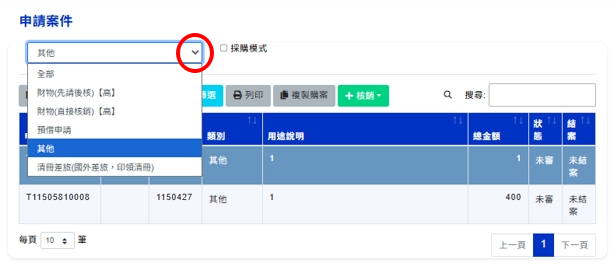 申請案件
其他
採購模式
全部
財物(先請後核)【高】
財物(直接核銷)【高】
預借申請
其他
清冊差旅(國外差旅，印領清冊)
篩選 列印 複製購案 核銷 搜尋:
類別 用途說明 總金額 狀態 結案
其他 1 1 未審 未結案
T11505810008 1150427 其他 1 400 未審 未結案
每頁 10 筆
上一頁 1 下一頁